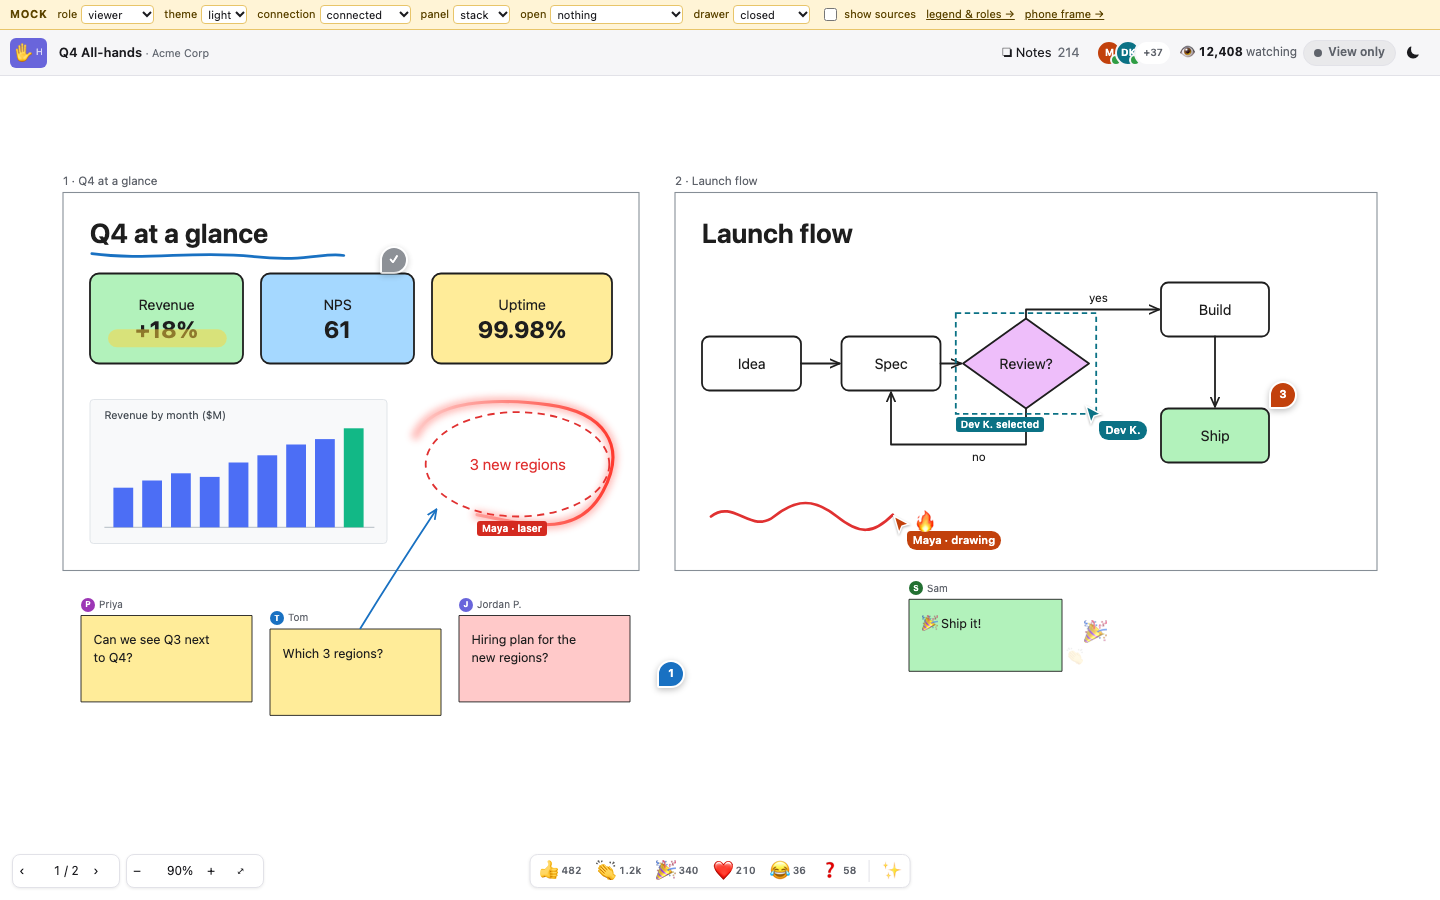 MOCK role viewer theme light connection connected panel stack open nothing drawer closed show sources legend & roles → phone frame →
H Q4 All-hands · Acme Corp
Notes 214 M DK +37 12,408 watching View only
1 · Q4 at a glance
Q4 at a glance
Revenue
+18%
NPS
61
Uptime
99.98%
Revenue by month ($M)
3 new regions
Maya · laser
2 · Launch flow
Launch flow
Idea
Spec
Review?
yes
Build
3
Ship
Dev K. selected
Dev K.
no
Maya · drawing
P Priya
Can we see Q3 next
to Q4?
T Tom
Which 3 regions?
J Jordan P.
Hiring plan for the
new regions?
1
S Sam
Ship it!
‹ 1 / 2 ›
− 90% +
482 1.2k 340 210 36 58